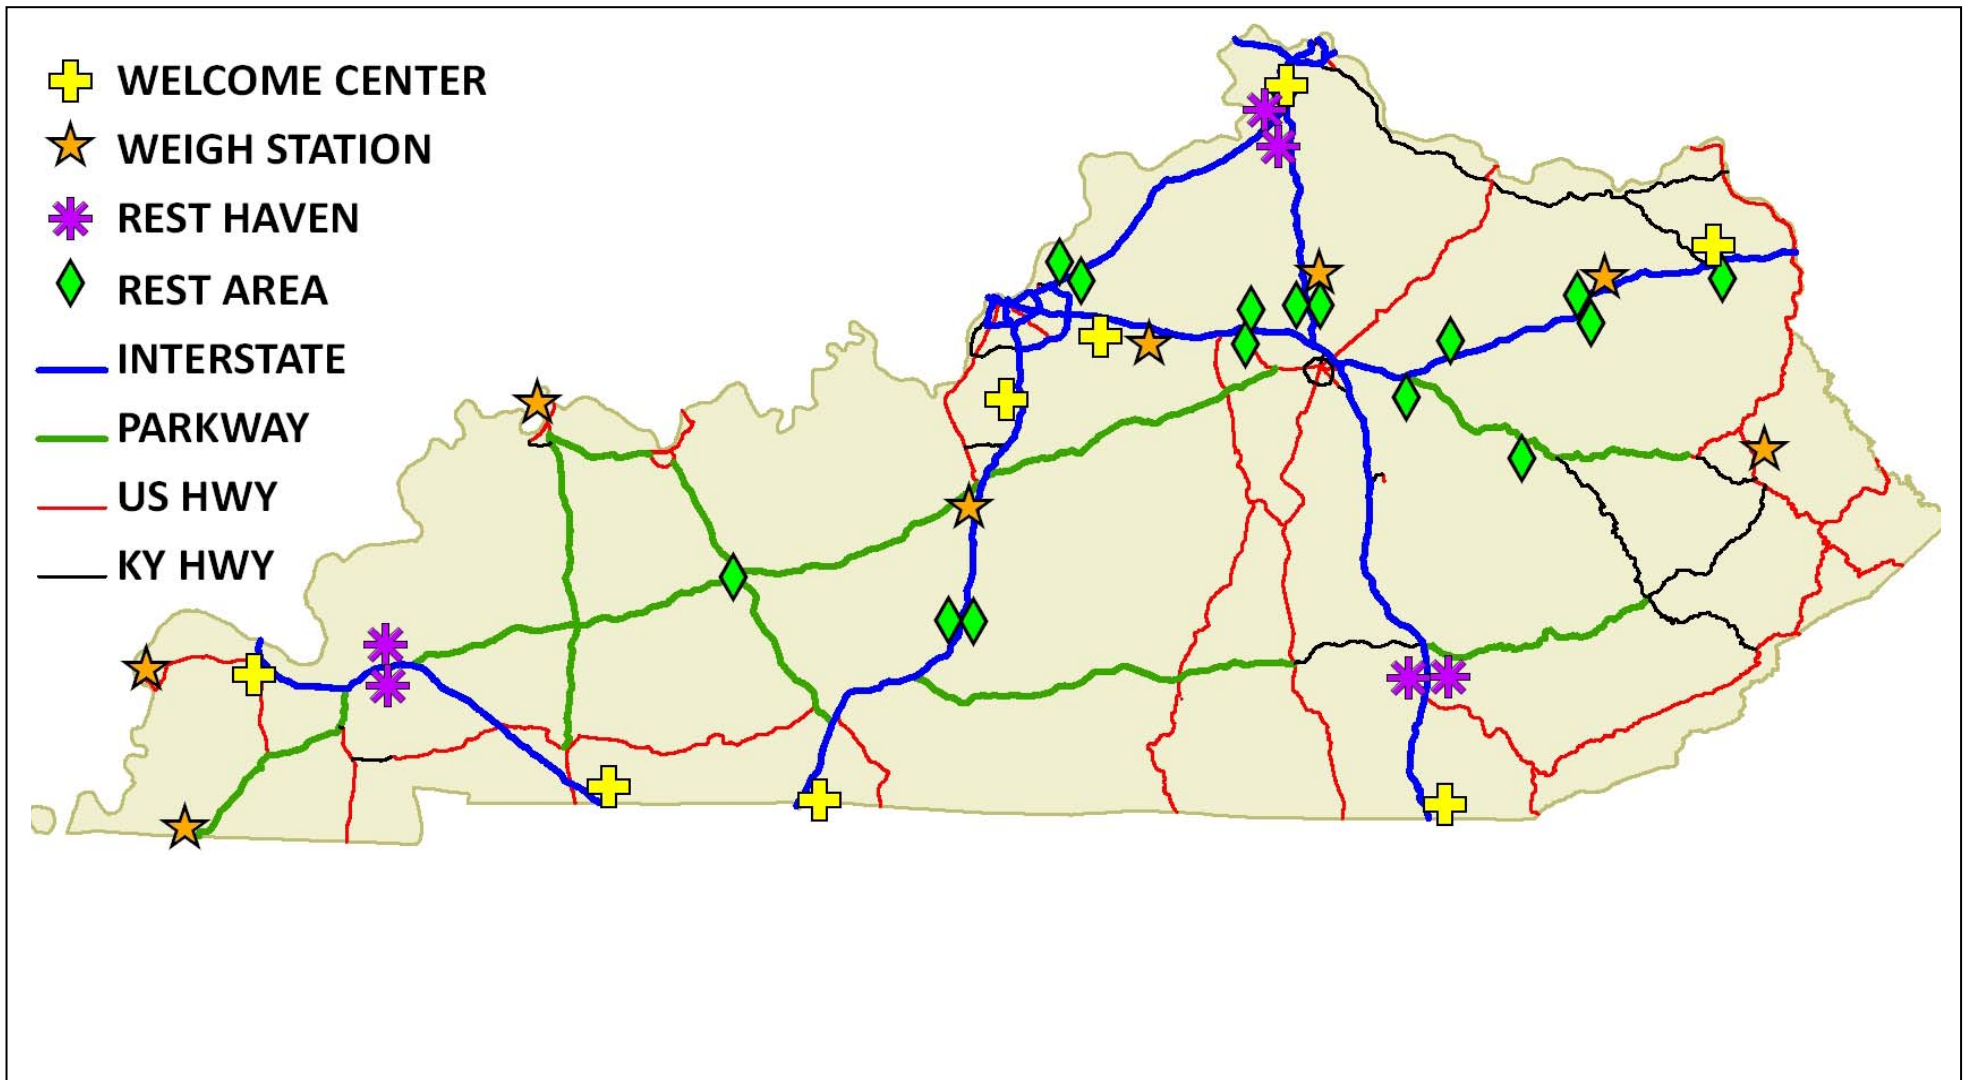 WELCOME CENTER
WEIGH STATION
REST HAVEN
REST AREA
INTERSTATE
PARKWAY
US HWY
KY HWY